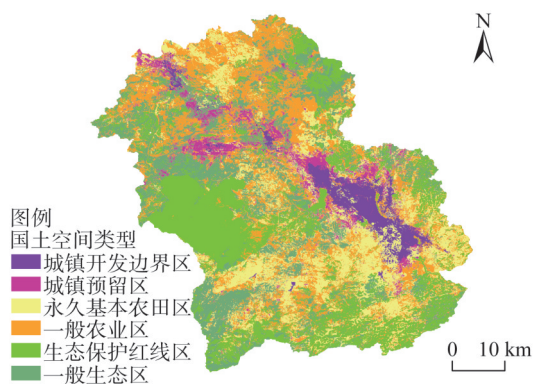 N
图例
国土空间类型
城镇开发边界区
城镇预留区
永久基本农田区
一般农业区
生态保护红线区
一般生态区
0 10 km